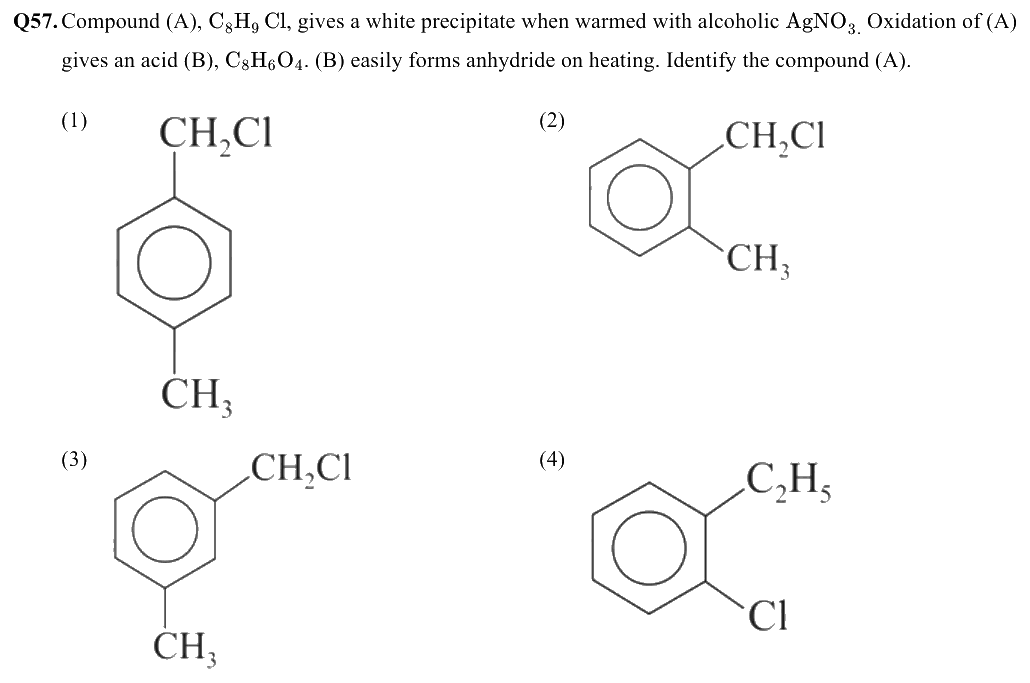 Q57. Compound (A), C₈H₉ Cl, gives a white precipitate when warmed with alcoholic AgNO₃. Oxidation of (A)
gives an acid (B), C₈H₆O₄. (B) easily forms anhydride on heating. Identify the compound (A).
(1) (2)
CH₂Cl CH₂Cl
CH₃
CH₃
(3) (4)
CH₂Cl C₂H₅
Cl
CH₃